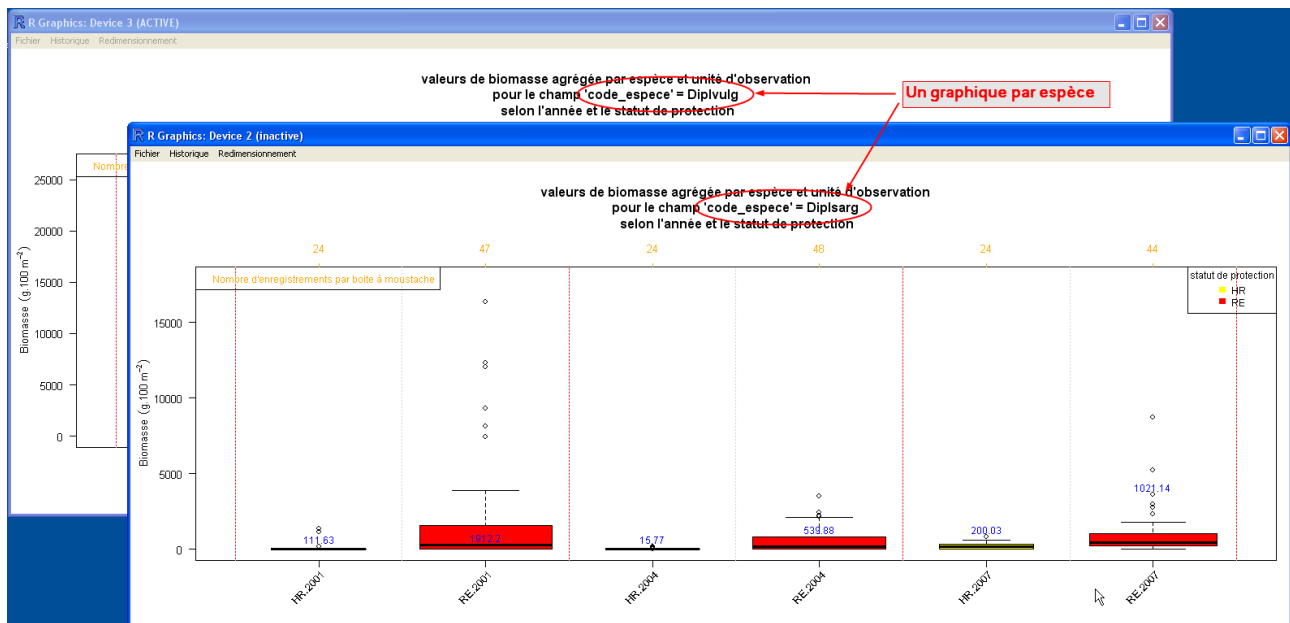 R Graphics: Device 3 (ACTIVE)
Fichier Historique Redimensionnement
valeurs de biomasse agrégée par espèce et unité d'observation
pour le champ 'code_espece' = Diplvulg
selon l'année et le statut de protection
Un graphique par espèce
Nombre
25000
20000
15000
10000
5000
0
Biomasse (g.100 m⁻²)
R Graphics: Device 2 (inactive)
Fichier Historique Redimensionnement
valeurs de biomasse agrégée par espèce et unité d'observation
pour le champ 'code_espece' = Diplsarg
selon l'année et le statut de protection
24 47 24 48 24 44
Nombre d'enregistrements par boite à moustache
statut de protection
HR
RE
15000
10000
5000
0
Biomasse (g.100 m⁻²)
111.63 1912.2 15.77 539.88 200.03 1021.14
HR.2001 RE.2001 HR.2004 RE.2004 HR.2007 RE.2007